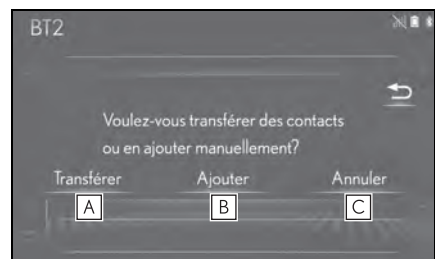 BT2
Voulez-vous transférer des contacts
ou en ajouter manuellement?
Transférer Ajouter Annuler
A B C